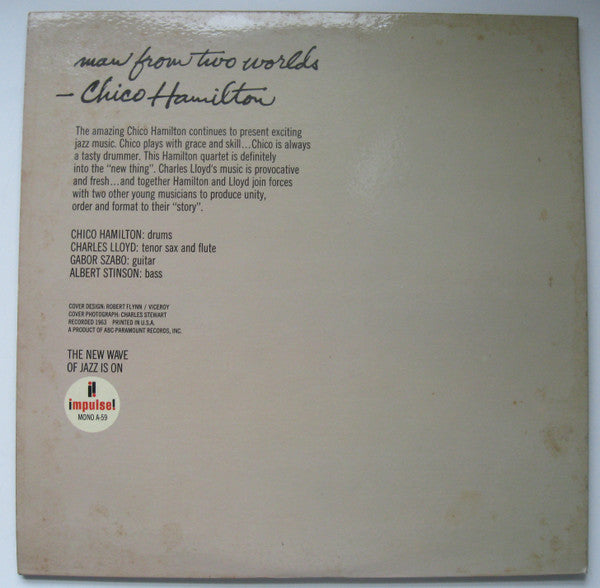 man from two worlds
– Chico Hamilton
The amazing Chico Hamilton continues to present exciting
jazz music. Chico plays with grace and skill...Chico is always
a tasty drummer. This Hamilton quartet is definitely
into the "new thing". Charles Lloyd's music is provocative
and fresh...and together Hamilton and Lloyd join forces
with two other young musicians to produce unity,
order and format to their "story".
CHICO HAMILTON: drums
CHARLES LLOYD: tenor sax and flute
GABOR SZABO: guitar
ALBERT STINSON: bass
COVER DESIGN: ROBERT FLYNN / VICEROY
COVER PHOTOGRAPH: CHARLES STEWART
RECORDED 1963 PRINTED IN U.S.A.
A PRODUCT OF ABC-PARAMOUNT RECORDS, INC.
THE NEW WAVE
OF JAZZ IS ON
i!
impulse!
MONO A-59